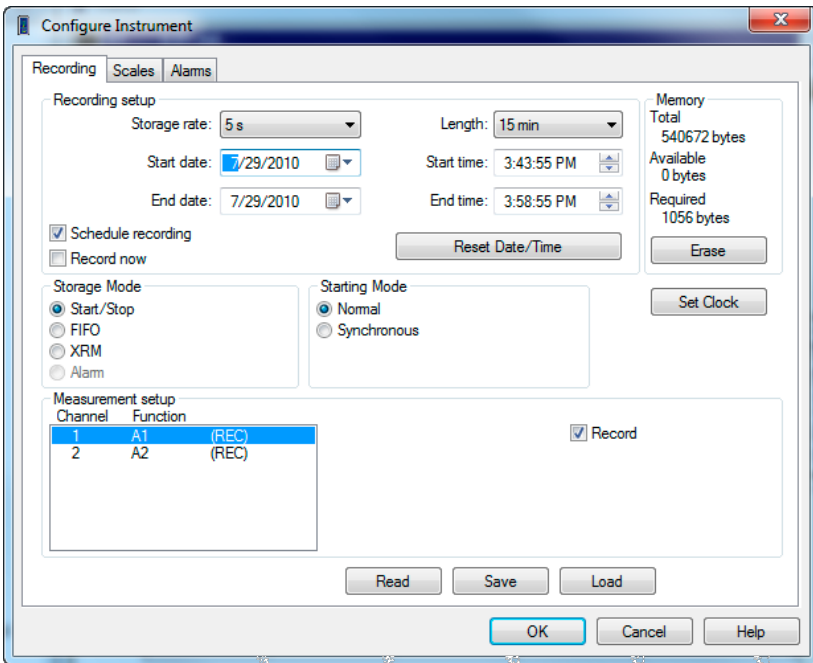 Configure Instrument
Recording Scales Alarms
Recording setup
Storage rate: 5 s Length: 15 min
Start date: 7/29/2010 Start time: 3:43:55 PM
End date: 7/29/2010 End time: 3:58:55 PM
Schedule recording
Record now
Reset Date/Time
Memory
Total
540672 bytes
Available
0 bytes
Required
1056 bytes
Erase
Storage Mode
Start/Stop
FIFO
XRM
Alarm
Starting Mode
Normal
Synchronous
Set Clock
Measurement setup
Channel Function
1 A1 (REC)
2 A2 (REC)
Record
Read Save Load
OK Cancel Help